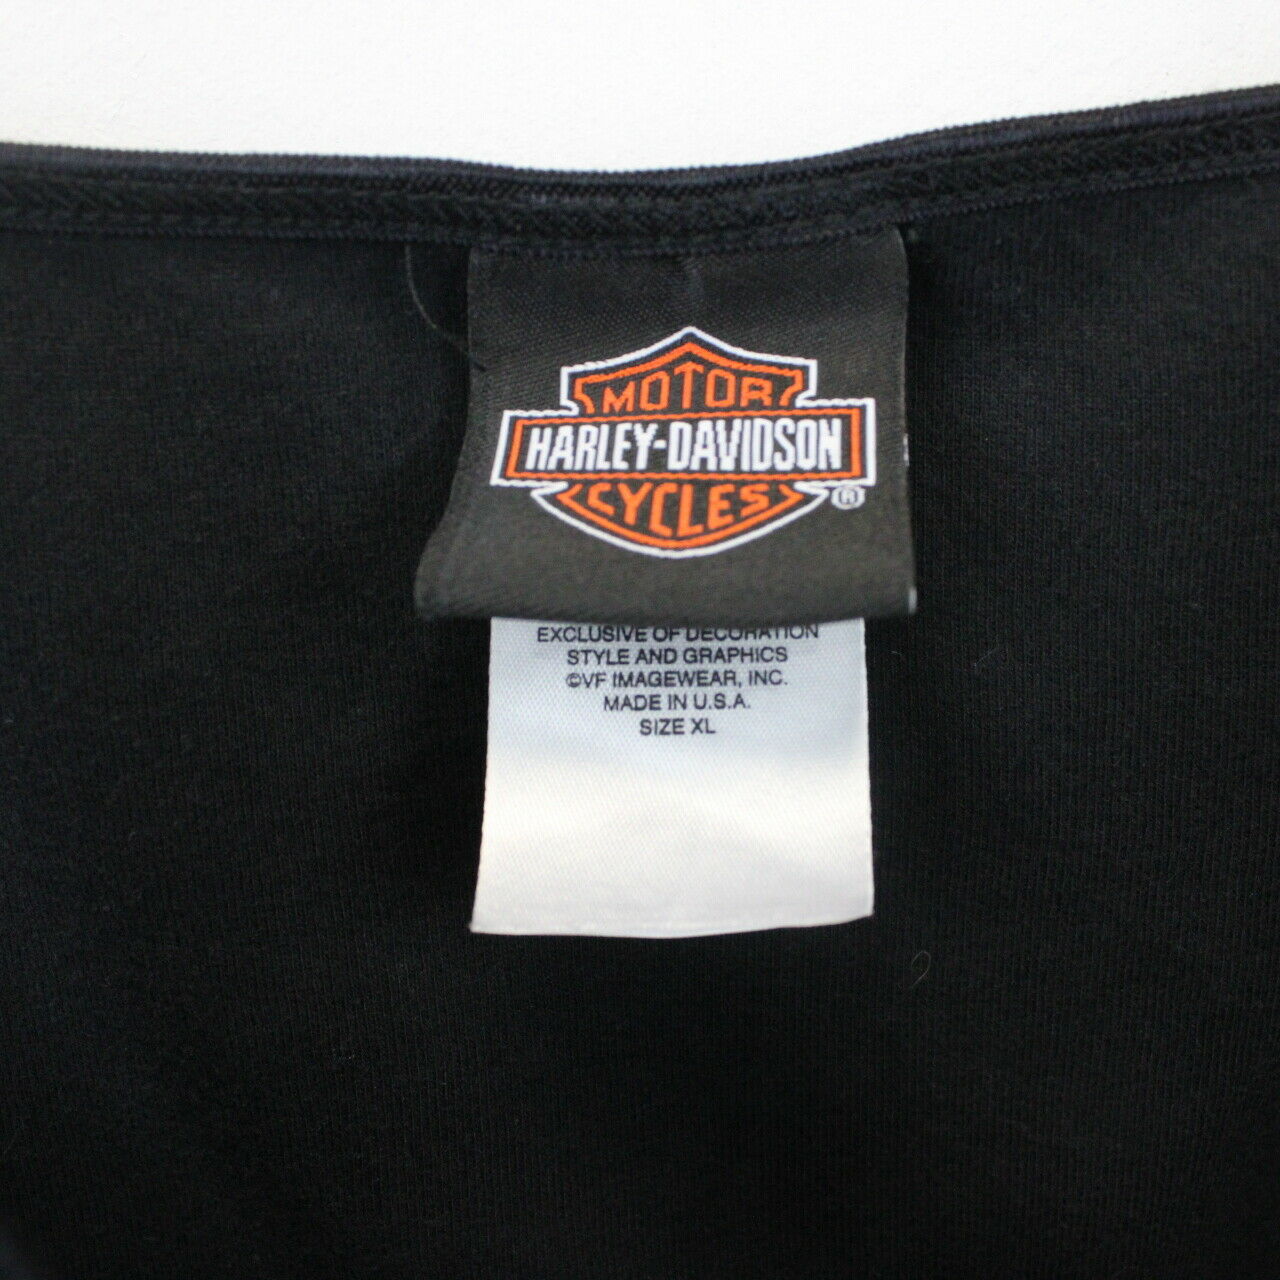 MOTOR
HARLEY-DAVIDSON
CYCLES ®
EXCLUSIVE OF DECORATION
STYLE AND GRAPHICS
©VF IMAGEWEAR, INC.
MADE IN U.S.A.
SIZE XL